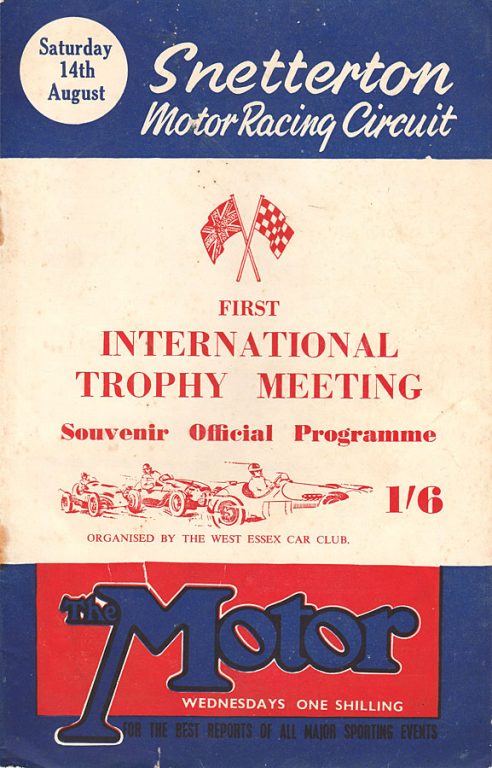 Saturday
14th
August
Snetterton
Motor Racing Circuit
FIRST
INTERNATIONAL
TROPHY MEETING
Souvenir Official Programme
1/6
ORGANISED BY THE WEST ESSEX CAR CLUB.
The Motor
WEDNESDAYS ONE SHILLING
FOR THE BEST REPORTS OF ALL MAJOR SPORTING EVENTS